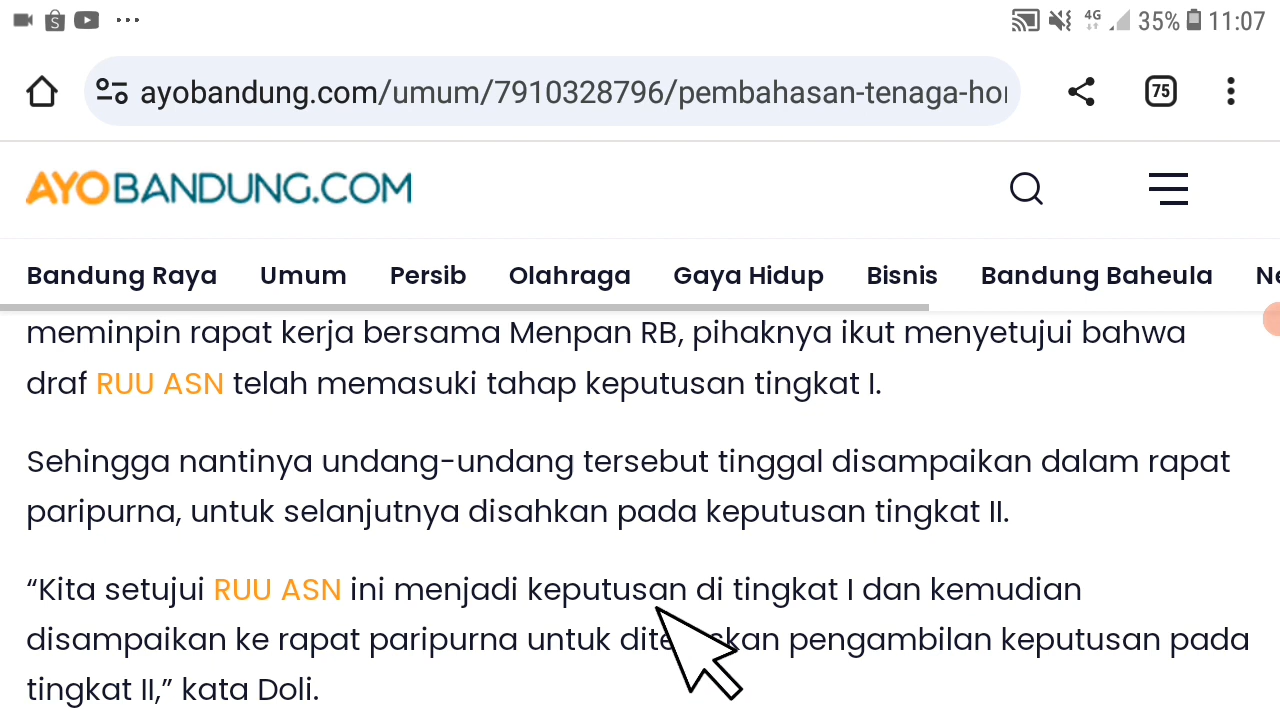 4G 35% 11:07
ayobandung.com/umum/7910328796/pembahasan-tenaga-hon
75
AYOBANDUNG.COM
Bandung Raya Umum Persib Olahraga Gaya Hidup Bisnis Bandung Baheula Ne
meminpin rapat kerja bersama Menpan RB, pihaknya ikut menyetujui bahwa
draf RUU ASN telah memasuki tahap keputusan tingkat I.
Sehingga nantinya undang-undang tersebut tinggal disampaikan dalam rapat
paripurna, untuk selanjutnya disahkan pada keputusan tingkat II.
“Kita setujui RUU ASN ini menjadi keputusan di tingkat I dan kemudian
disampaikan ke rapat paripurna untuk diteruskan pengambilan keputusan pada
tingkat II,” kata Doli.